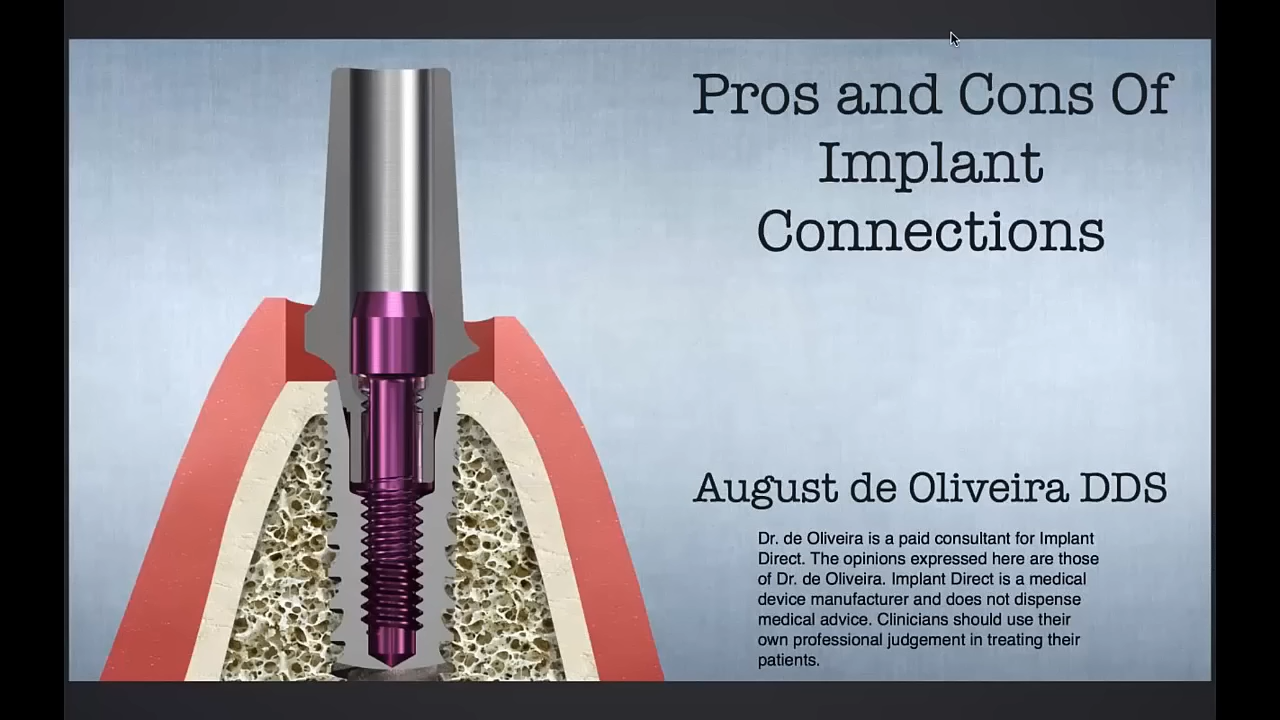 Pros and Cons Of
Implant
Connections
August de Oliveira DDS
Dr. de Oliveira is a paid consultant for Implant
Direct. The opinions expressed here are those
of Dr. de Oliveira. Implant Direct is a medical
device manufacturer and does not dispense
medical advice. Clinicians should use their
own professional judgement in treating their
patients.